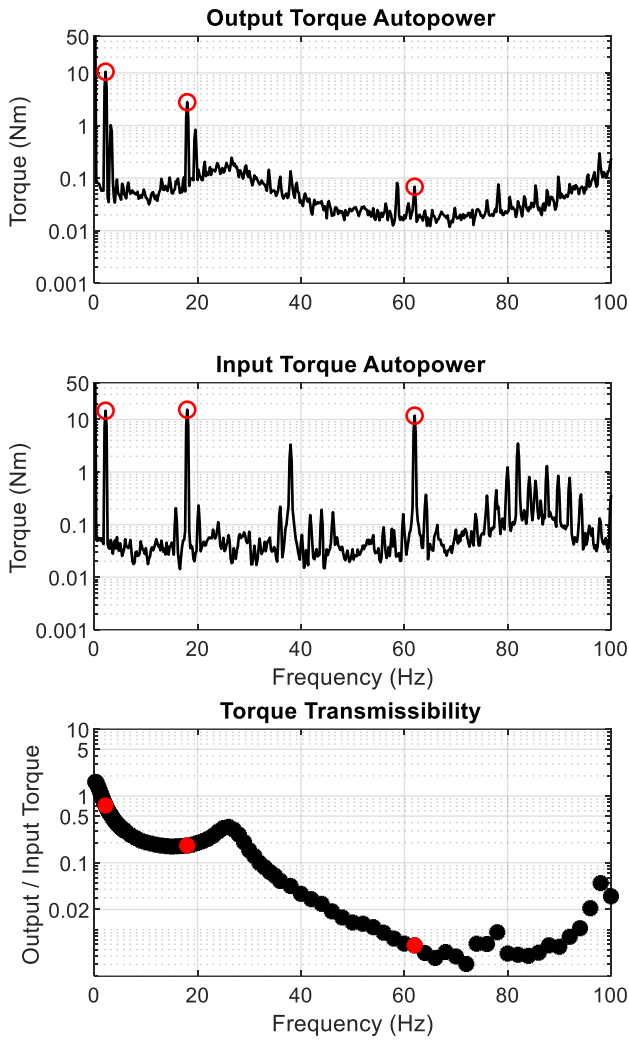 Output Torque Autopower
50
10
1
0.1
0.01
0.001
Torque (Nm)
0 20 40 60 80 100
Input Torque Autopower
50
10
1
0.1
0.01
0.001
Torque (Nm)
0 20 40 60 80 100
Frequency (Hz)
Torque Transmissibility
10
5
1
0.5
0.1
0.02
Output / Input Torque
0 20 40 60 80 100
Frequency (Hz)